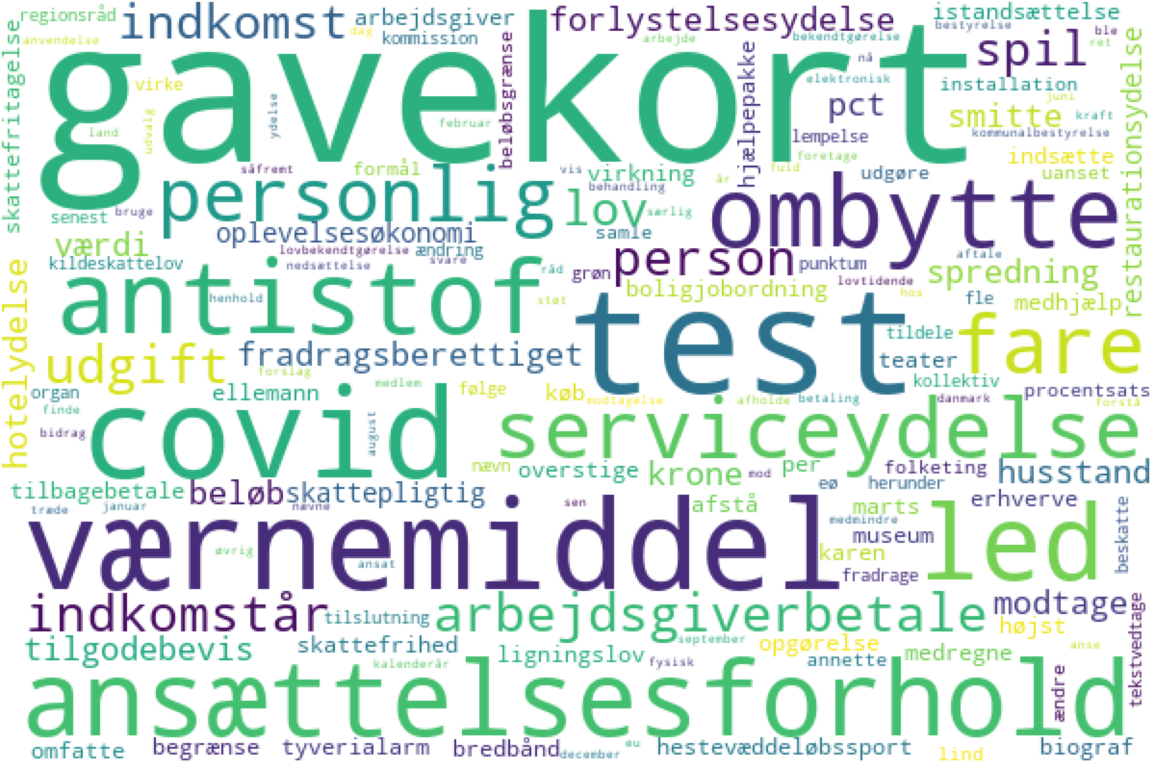 regionsråd
indkomst
arbejdsgiver
forlystelsesydelse
istandsættelse
anvendelse
dag
kommission
arbejde
bekendtgørelse
bestyrelse
ble
spil
ret
skattefritagelse
gavekort
beløbsgrænse
hjælpepakke
nå
restaurationsydelse
virke
elektronisk
installation
juni
land
udvalg
ydelse
februar
pct
smitte
kraft
lempelse
kommunalbestyrelse
såfremt
formål
vis
virkning
foretage
fuld
indsætte
personlig
behandling
år
udgøre
uanset
senest
bruge
lov
særlig
ombytte
værdi
oplevelsesøkonomi
samle
kildeskattelov
lovbekendtgørelse
ændring
person
punktum
aftale
nedsættelse
svare
råd
grøn
lovtidende
spredning
hotelydelse
antistof
henhold
støt
boligjobordning
hos
fle
medhjælp
test
tildele
fare
udgift
fradragsberettiget
teater
forslag
kollektiv
organ
ellemann
medlem
følge
køb
modtagelse
afholde
betaling
danmark
procentsats
forstå
finde
bidrag
covid
august
serviceydelse
nævn
overstige
krone
mod
per
folketing
husstand
tilbagebetale
beløb
skattepligtig
eø
herunder
træde
januar
nævne
sen
afstå
marts
erhverve
beskatte
værnemiddel
medmindre
museum
led
øvrig
ansat
karen
fradrage
indkomstår
tilslutning
arbejdsgiverbetale
modtage
højst
tekstvedtage
tilgodebevis
skattefrihed
september
opgørelse
anse
ligningslov
kalenderår
fysisk
annette
medregne
ændre
ansættelsesforhold
omfatte
begrænse
tyverialarm
bredbånd
december
eu
hestevæddeløbssport
lind
biograf